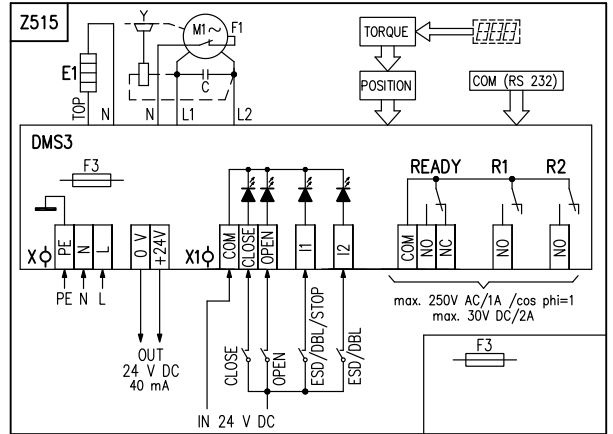 Z515
Y
M1~
F1
TORQUE
E1
C
POSITION
COM (RS 232)
TOP
N
N
L1
L2
DMS3
F3
READY
R1
R2
X
PE
N
L
0 V
+24V
X1
COM
CLOSE
OPEN
I1
I2
COM
NO
NC
NO
NO
PE N L
max. 250V AC/1A /cos phi=1
max. 30V DC/2A
OUT
24 V DC
40 mA
CLOSE
OPEN
ESD/DBL/STOP
ESD/DBL
IN 24 V DC
F3